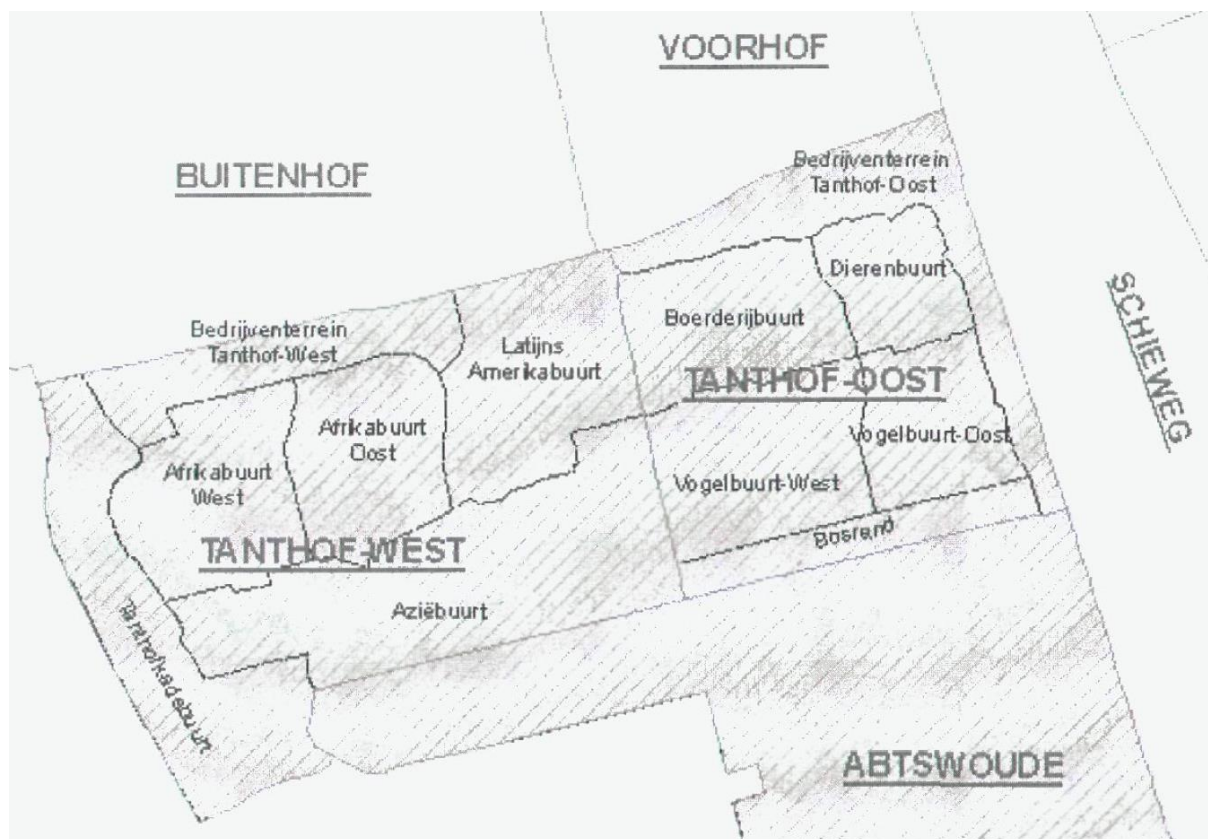 VOORHOF
BUITENHOF
Bedrijventerrein
Tanthof-Oost
Dierenbuurt
SCHIEWEG
Boerderijbuurt
Bedrijventerrein
Tanthof-West
Latijns
Amerikabuurt
TANTHOF-OOST
Afrikabuurt
Oost
Vogelbuurt-Oost
Afrikabuurt
West
Vogelbuurt-West
Bosrand
TANTHOF-WEST
Aziëbuurt
Tanthofkadebuurt
ABTSWOUDE